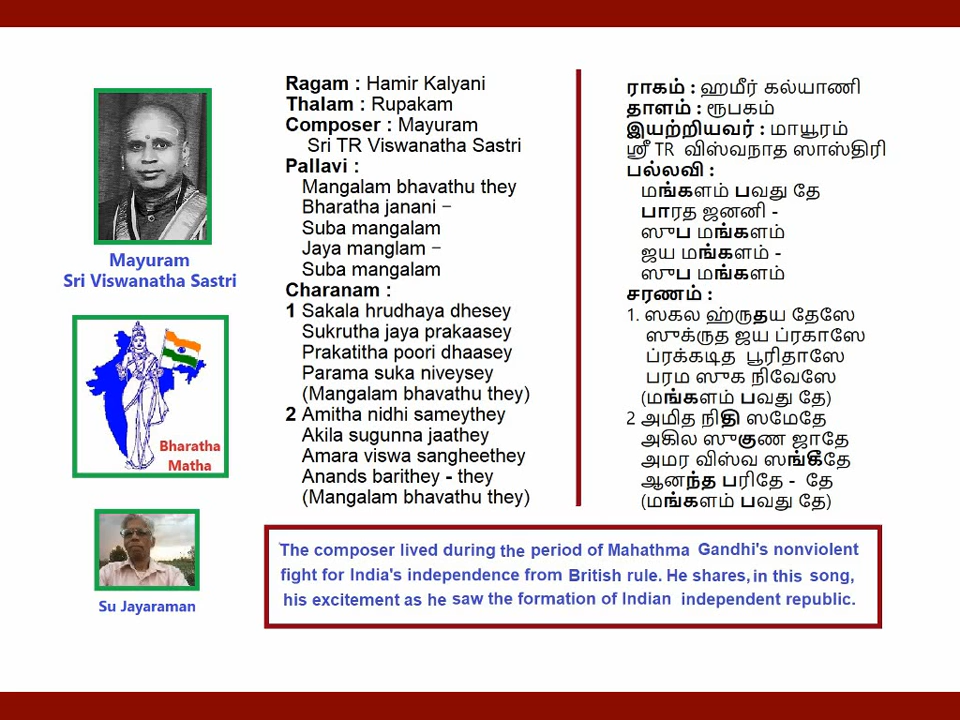 Mayuram
Sri Viswanatha Sastri
Bharatha
Matha
Su Jayaraman
Ragam : Hamir Kalyani
Thalam : Rupakam
Composer : Mayuram
Sri TR Viswanatha Sastri
Pallavi :
Mangalam bhavathu they
Bharatha janani –
Suba mangalam
Jaya manglam –
Suba mangalam
Charanam :
1 Sakala hrudhaya dhesey
Sukrutha jaya prakaasey
Prakatitha poori dhaasey
Parama suka niveysey
(Mangalam bhavathu they)
2 Amitha nidhi sameythey
Akila sugunna jaathey
Amara viswa sangheethey
Anands barithey - they
(Mangalam bhavathu they)
ராகம் : ஹமீர் கல்யாணி
தாளம் : ரூபகம்
இயற்றியவர் : மாயூரம்
ஸ்ரீ TR விஸ்வநாத ஸாஸ்திரி
பல்லவி :
மங்களம் பவது தே
பாரத ஜனனி -
ஸுப மங்களம்
ஜய மங்களம் -
ஸுப மங்களம்
சரணம் :
1. ஸகல ஹ்ருதய தேஸே
ஸுக்ருத ஜய ப்ரகாஸே
ப்ரக்கடித பூரிதாஸே
பரம ஸுக நிவேஸே
(மங்களம் பவது தே)
2 அமித நிதி ஸமேதே
அகில ஸுகுண ஜாதே
அமர விஸ்வ ஸங்கீதே
ஆனந்த பரிதே - தே
(மங்களம் பவது தே)
The composer lived during the period of Mahathma Gandhi's nonviolent
fight for India's independence from British rule. He shares, in this song,
his excitement as he saw the formation of Indian independent republic.